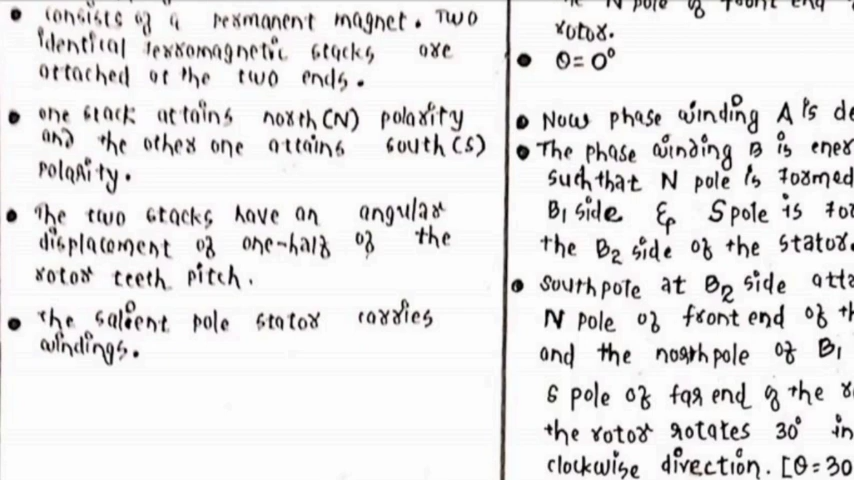 consists of a permanent magnet. Two
identical ferromagnetic stacks are
attached at the two ends.
one stack attains north(N) polarity
and the other one attains south(S)
polarity.
The two stacks have an angular
displacement of one-half of the
rotor teeth pitch.
The salient pole stator carries
windings.
the N pole of front end
rotor.
θ=0°
Now phase winding A is de
The phase winding B is ener
such that N pole is formed
B₁ side & S pole is for
the B₂ side of the stator.
South pole at B₂ side atta
N pole of front end of th
and the north pole of B₁
S pole of far end of the r
the rotor rotates 30° in
clockwise direction. [θ=30